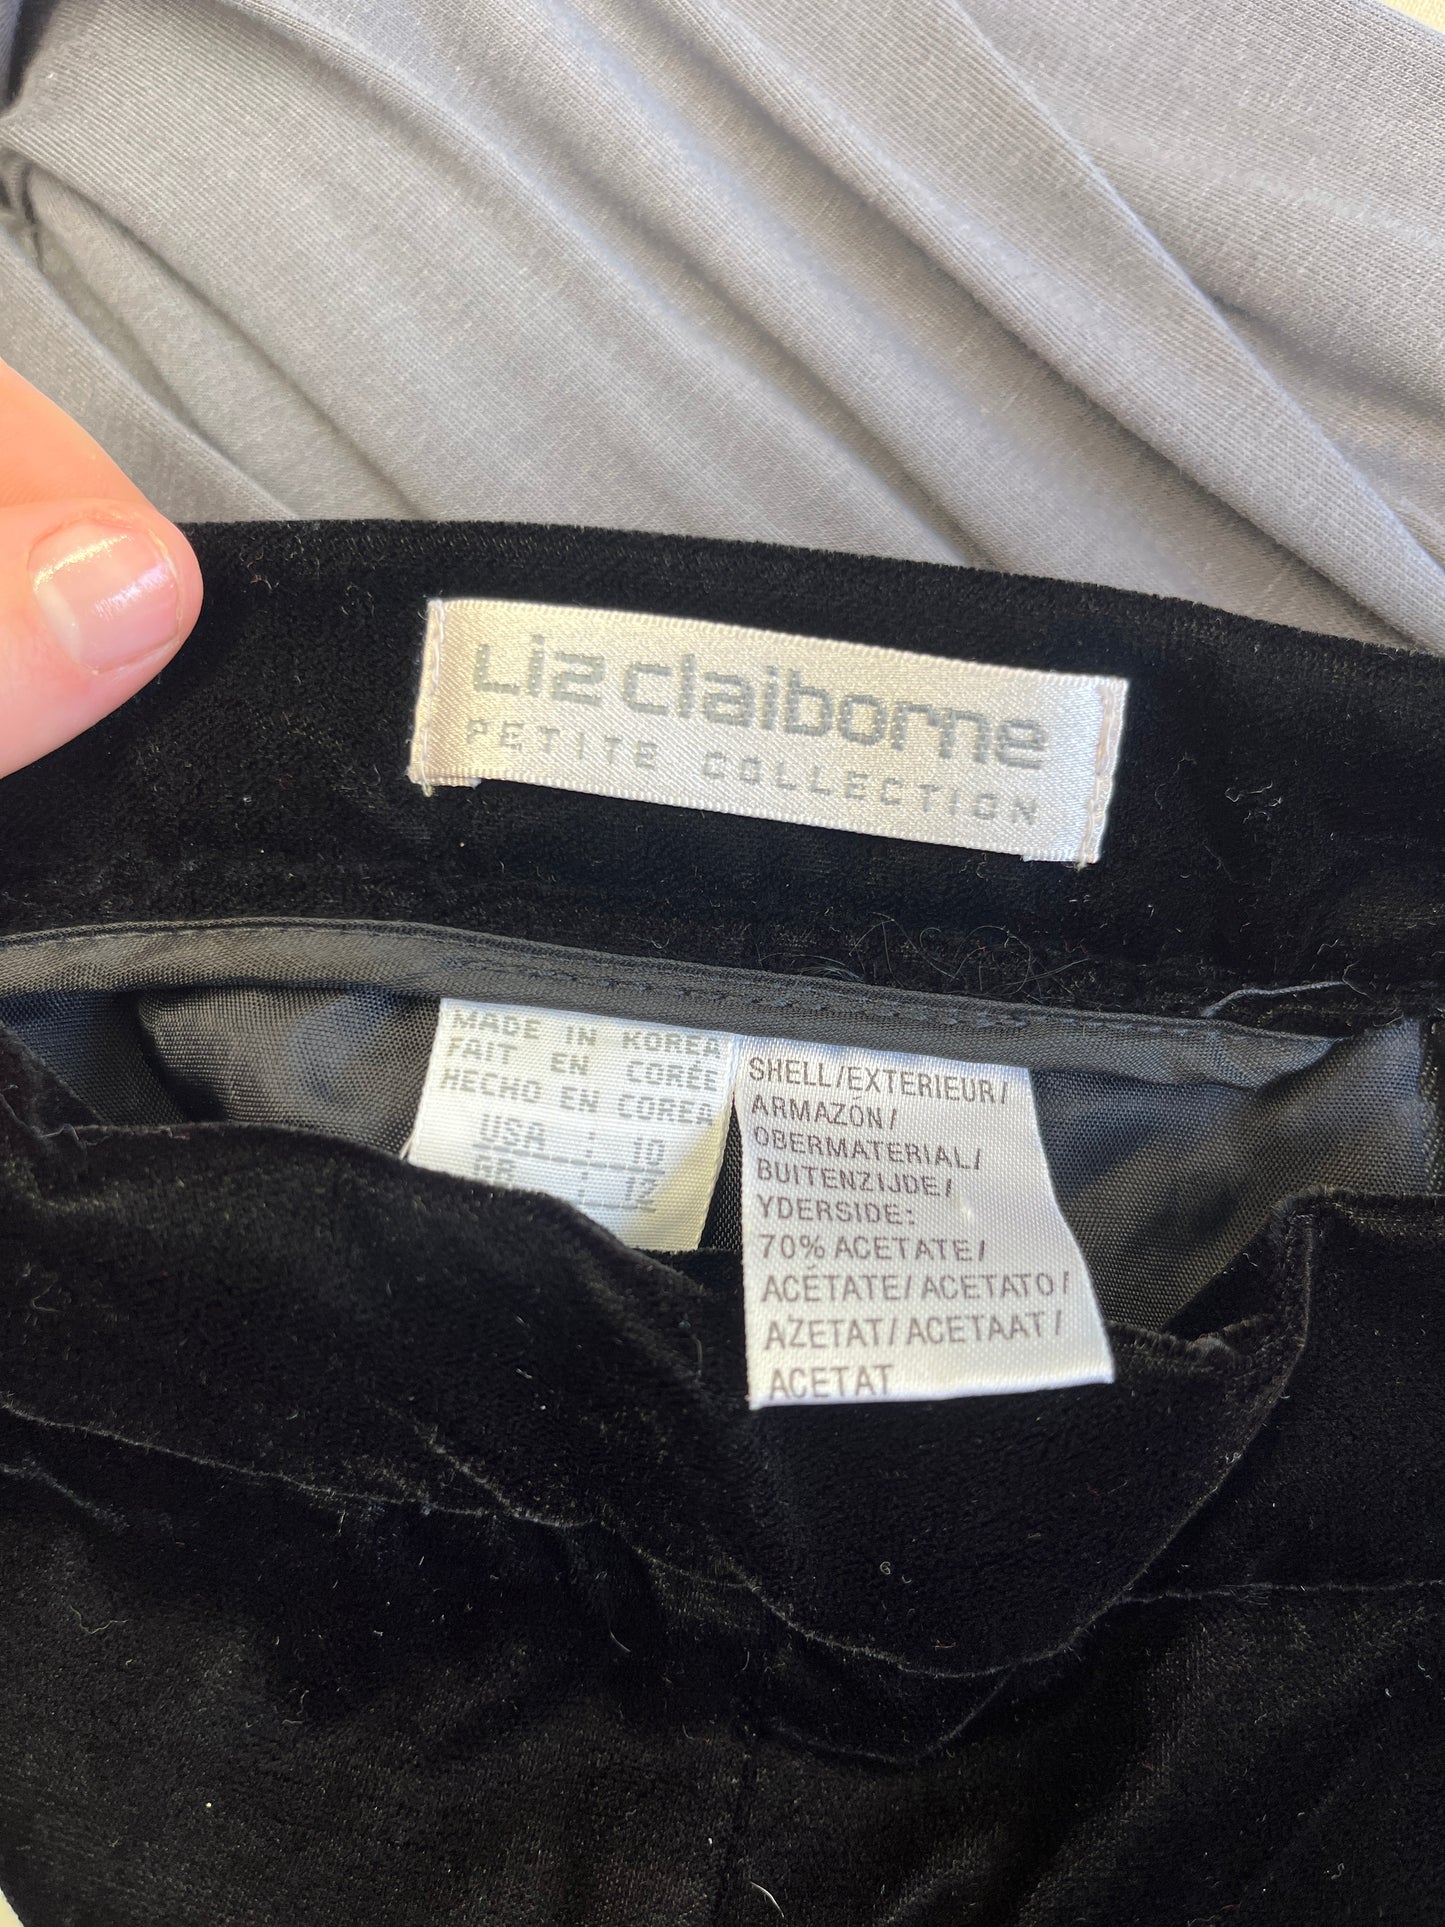 Liz claiborne
PETITE COLLECTION
MADE IN KOREA
FAIT EN CORÉE
HECHO EN COREA
USA : 10
GB : 12
SHELL/EXTERIEUR/
ARMAZÓN/
OBERMATERIAL/
BUITENZIJDE/
YDERSIDE:
70% ACETATE/
ACÉTATE/ACETATO/
AZETAT/ACETAAT/
ACETAT